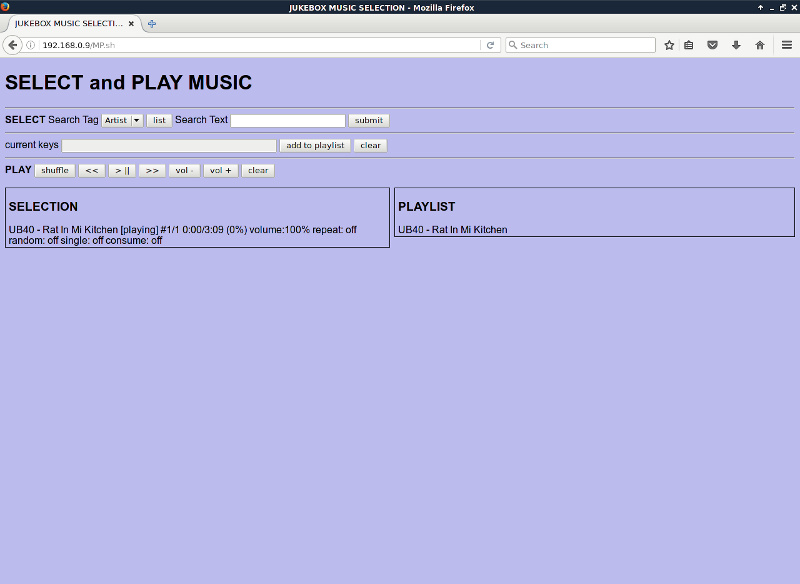 JUKEBOX MUSIC SELECTION - Mozilla Firefox
JUKEBOX MUSIC SELECTI...
192.168.0.9/MP.sh
Search
SELECT and PLAY MUSIC
SELECT Search Tag Artist list Search Text submit
current keys add to playlist clear
PLAY shuffle << > || >> vol - vol + clear
SELECTION
UB40 - Rat In Mi Kitchen [playing] #1/1 0:00/3:09 (0%) volume:100% repeat: off
random: off single: off consume: off
PLAYLIST
UB40 - Rat In Mi Kitchen